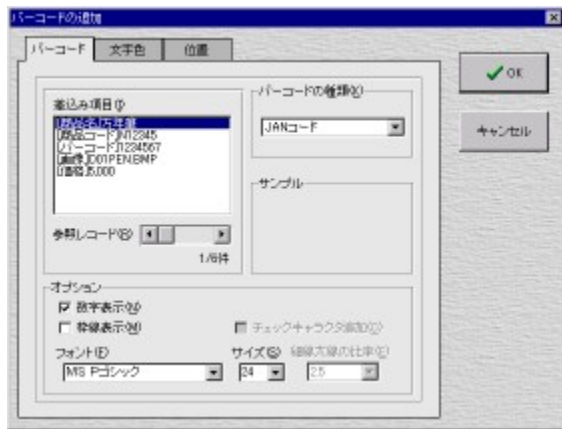 バーコードの追加
バーコード 文字色 位置
OK
キャンセル
差込み項目(I)
[商品名]万年筆
[商品コード]N12345
[バーコード]1234567
[画像]D01PEN.BMP
[価格]5,000
参照レコード(R)
1/6件
バーコードの種類(K)
JANコード
サンプル
オプション
数字表示(N)
枠線表示(W)
チェックキャラクタ追加(C)
フォント(F)
サイズ(S)
細線太線の比率(E)
MS Pゴシック
24
2.5